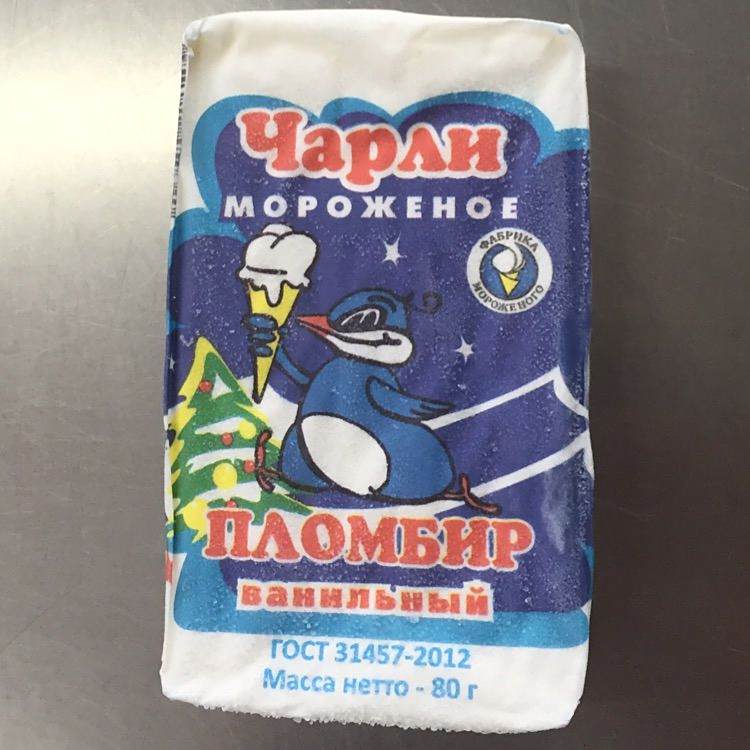 Чарли
МОРОЖЕНОЕ
ФАБРИКА
МОРОЖЕНОГО
ПЛОМБИР
ванильный
ГОСТ 31457-2012
Масса нетто - 80 г